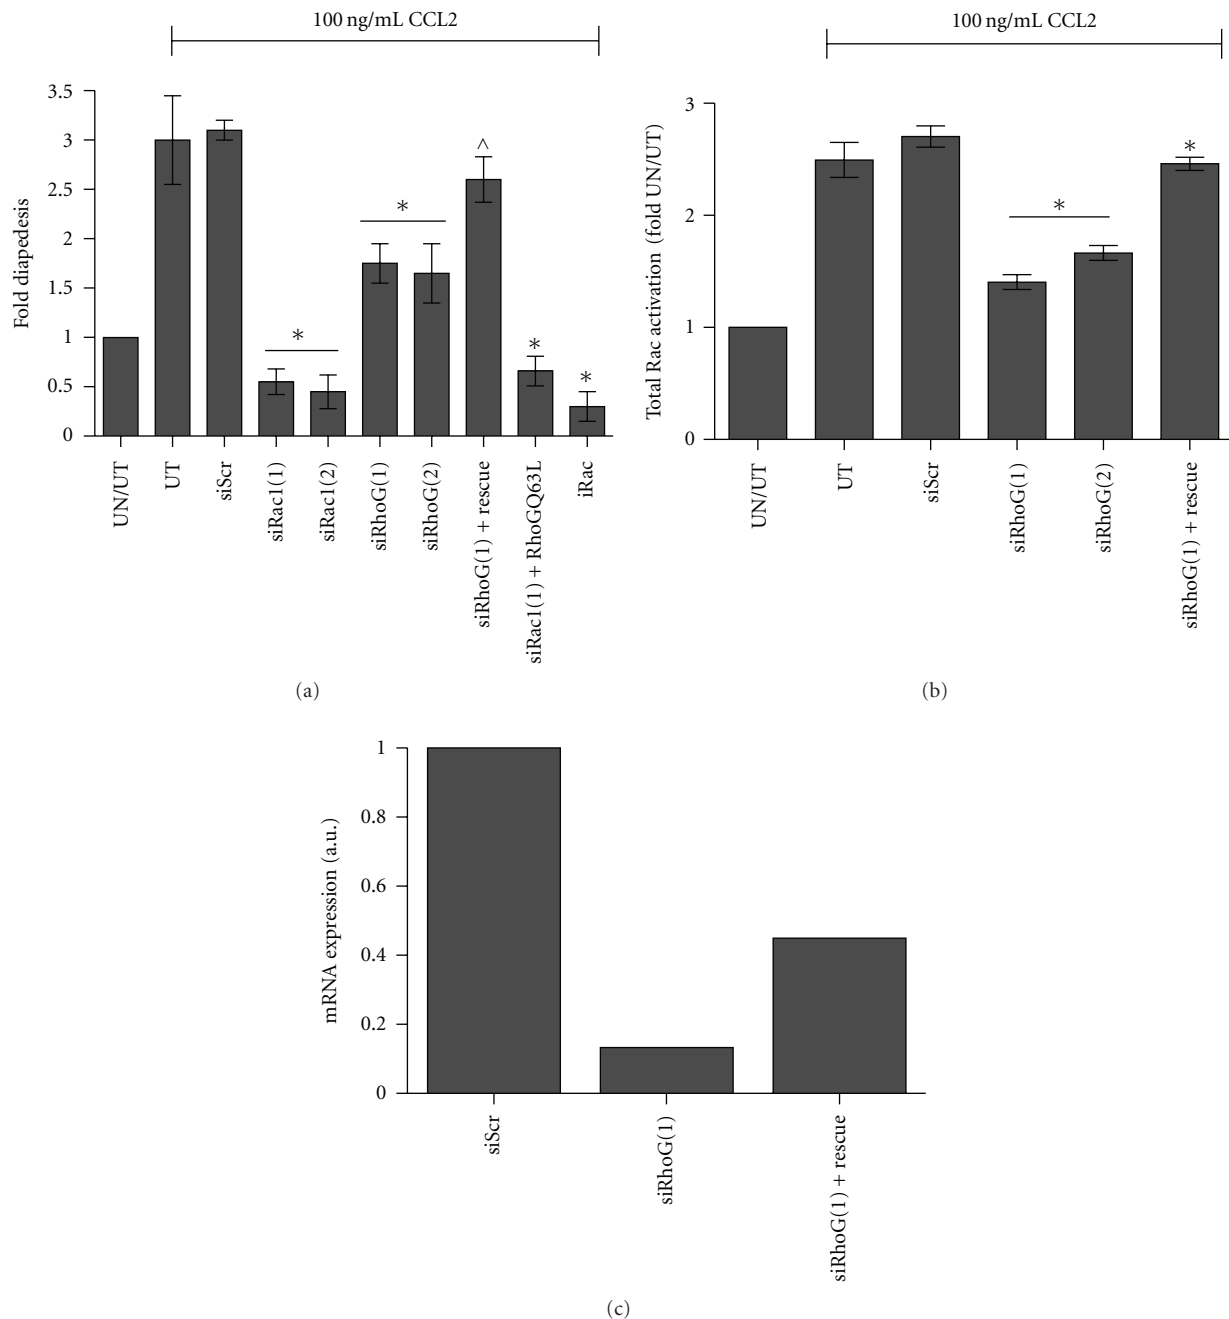 100 ng/mL CCL2
Fold diapedesis
3.5
3
2.5
2
1.5
1
0.5
0
^
*
*
*
*
UN/UT
UT
siScr
siRac1(1)
siRac1(2)
siRhoG(1)
siRhoG(2)
siRhoG(1) + rescue
siRac1(1) + RhoGQ63L
iRac
(a)
100 ng/mL CCL2
Total Rac activation (fold UN/UT)
3
2
1
0
*
*
UN/UT
UT
siScr
siRhoG(1)
siRhoG(2)
siRhoG(1) + rescue
(b)
mRNA expression (a.u.)
1
0.8
0.6
0.4
0.2
0
siScr
siRhoG(1)
siRhoG(1) + rescue
(c)